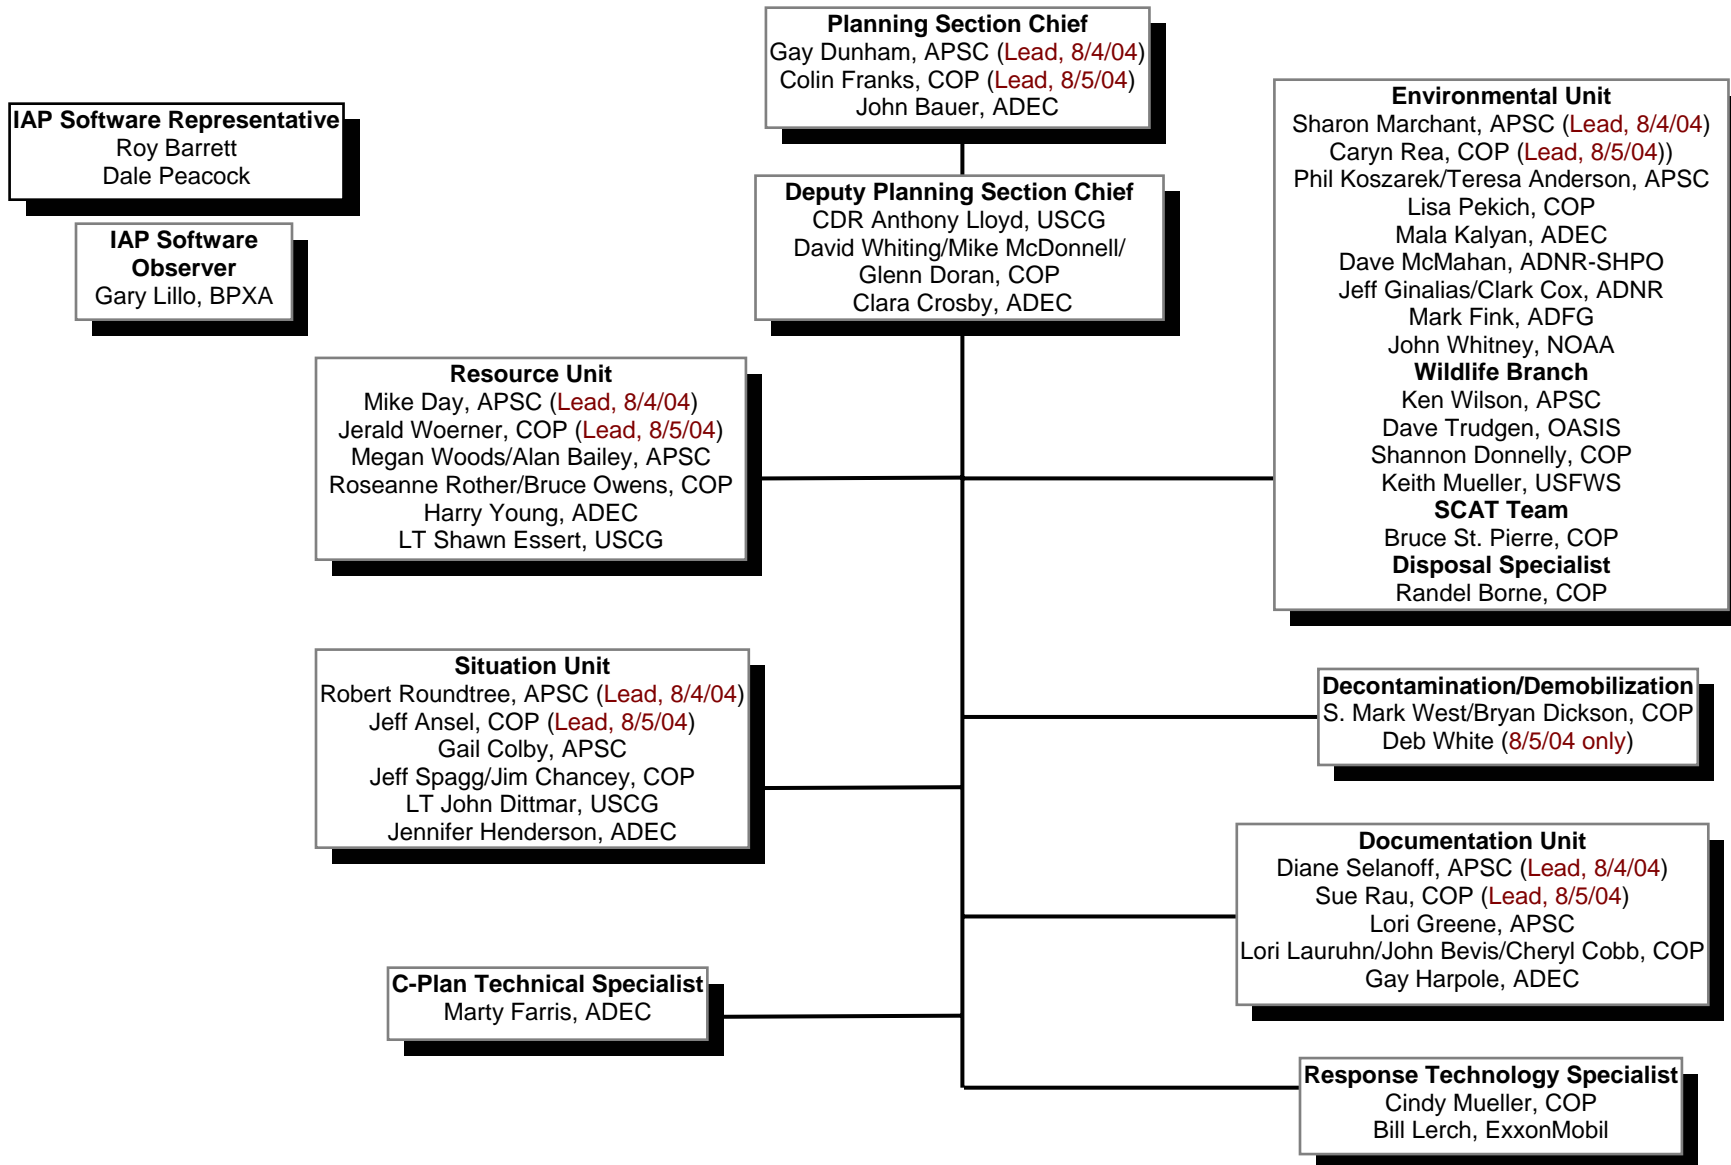 Planning Section Chief
Gay Dunham, APSC (Lead, 8/4/04)
Colin Franks, COP (Lead, 8/5/04)
John Bauer, ADEC
IAP Software Representative
Roy Barrett
Dale Peacock
IAP Software
Observer
Gary Lillo, BPXA
Deputy Planning Section Chief
CDR Anthony Lloyd, USCG
David Whiting/Mike McDonnell/
Glenn Doran, COP
Clara Crosby, ADEC
Environmental Unit
Sharon Marchant, APSC (Lead, 8/4/04)
Caryn Rea, COP (Lead, 8/5/04))
Phil Koszarek/Teresa Anderson, APSC
Lisa Pekich, COP
Mala Kalyan, ADEC
Dave McMahan, ADNR-SHPO
Jeff Ginalias/Clark Cox, ADNR
Mark Fink, ADFG
John Whitney, NOAA
Wildlife Branch
Ken Wilson, APSC
Dave Trudgen, OASIS
Shannon Donnelly, COP
Keith Mueller, USFWS
SCAT Team
Bruce St. Pierre, COP
Disposal Specialist
Randel Borne, COP
Resource Unit
Mike Day, APSC (Lead, 8/4/04)
Jerald Woerner, COP (Lead, 8/5/04)
Megan Woods/Alan Bailey, APSC
Roseanne Rother/Bruce Owens, COP
Harry Young, ADEC
LT Shawn Essert, USCG
Situation Unit
Robert Roundtree, APSC (Lead, 8/4/04)
Jeff Ansel, COP (Lead, 8/5/04)
Gail Colby, APSC
Jeff Spagg/Jim Chancey, COP
LT John Dittmar, USCG
Jennifer Henderson, ADEC
Decontamination/Demobilization
S. Mark West/Bryan Dickson, COP
Deb White (8/5/04 only)
Documentation Unit
Diane Selanoff, APSC (Lead, 8/4/04)
Sue Rau, COP (Lead, 8/5/04)
Lori Greene, APSC
Lori Lauruhn/John Bevis/Cheryl Cobb, COP
Gay Harpole, ADEC
C-Plan Technical Specialist
Marty Farris, ADEC
Response Technology Specialist
Cindy Mueller, COP
Bill Lerch, ExxonMobil